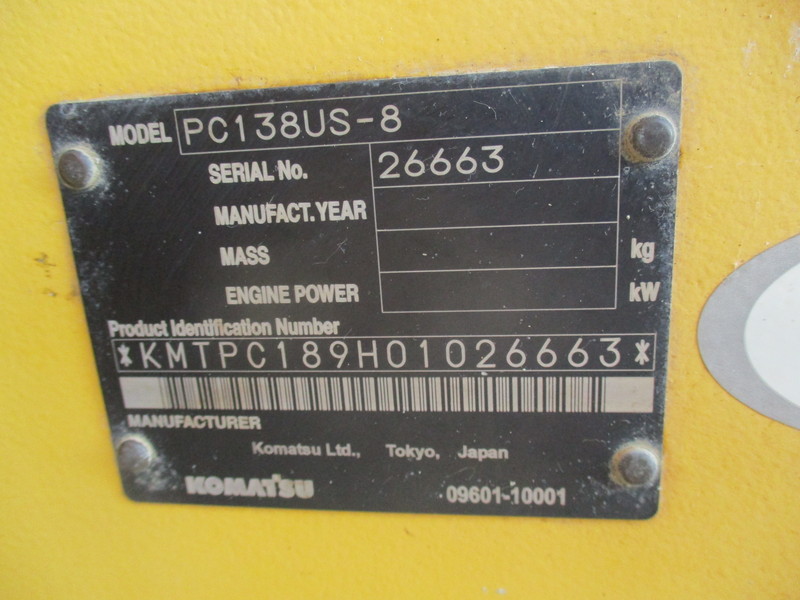 MODEL PC138US-8
SERIAL No. 26663
MANUFACT.YEAR
MASS kg
ENGINE POWER kW
Product Identification Number
*KMTPC189H01026663*
MANUFACTURER
Komatsu Ltd., Tokyo, Japan
KOMATSU 09601-10001